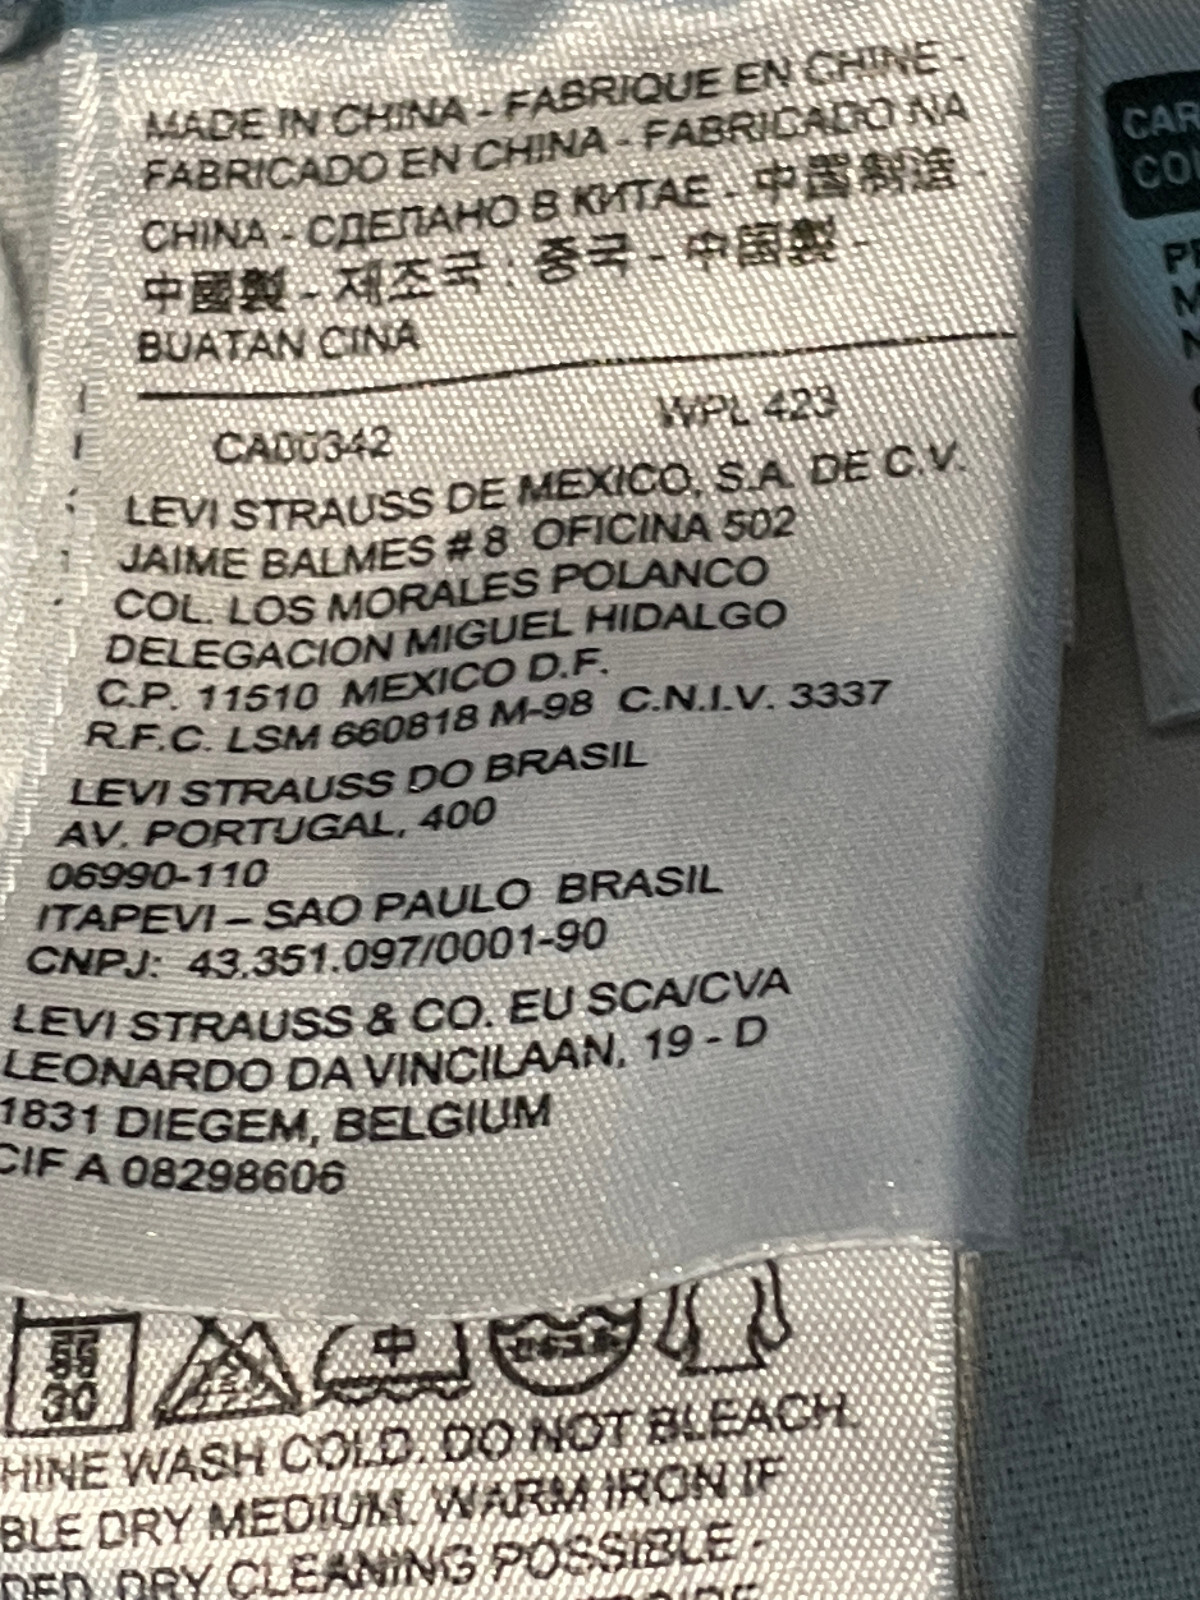 MADE IN CHINA - FABRIQUE EN CHINE -
FABRICADO EN CHINA - FABRICADO NA
CHINA - СДЕЛАНО В КИТАЕ - 中国制造 -
中國製 - 제조국 : 중국 - 中国製 -
BUATAN CINA
CA00342 WPL 423
LEVI STRAUSS DE MEXICO, S.A. DE C.V.
JAIME BALMES # 8 OFICINA 502
COL. LOS MORALES POLANCO
DELEGACION MIGUEL HIDALGO
C.P. 11510 MEXICO D.F.
R.F.C. LSM 660818 M-98 C.N.I.V. 3337
LEVI STRAUSS DO BRASIL
AV. PORTUGAL, 400
06990-110
ITAPEVI – SAO PAULO BRASIL
CNPJ: 43.351.097/0001-90
LEVI STRAUSS & CO. EU SCA/CVA
LEONARDO DA VINCILAAN, 19 - D
1831 DIEGEM, BELGIUM
CIF A 08298606
30
中
HINE WASH COLD. DO NOT BLEACH.
BLE DRY MEDIUM. WARM IRON IF
DED. DRY CLEANING POSSIBLE -
CAR
CO